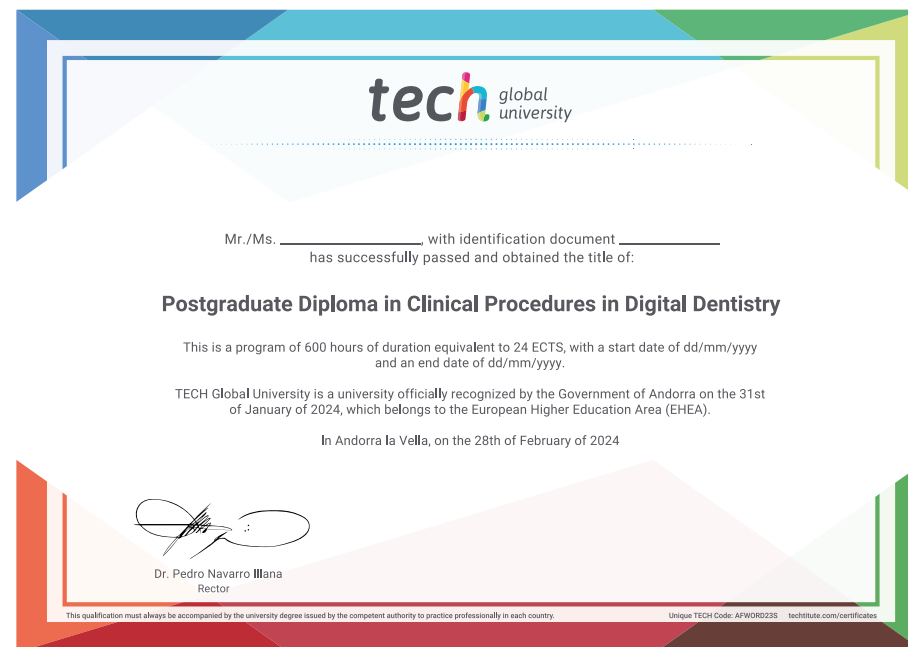 tech global university
Mr./Ms. ____________________, with identification document ______________
has successfully passed and obtained the title of:
Postgraduate Diploma in Clinical Procedures in Digital Dentistry
This is a program of 600 hours of duration equivalent to 24 ECTS, with a start date of dd/mm/yyyy
and an end date of dd/mm/yyyy.
TECH Global University is a university officially recognized by the Government of Andorra on the 31st
of January of 2024, which belongs to the European Higher Education Area (EHEA).
In Andorra la Vella, on the 28th of February of 2024
Dr. Pedro Navarro Illana
Rector
This qualification must always be accompanied by the university degree issued by the competent authority to practice professionally in each country.
Unique TECH Code: AFWORD23S techtitute.com/certificates